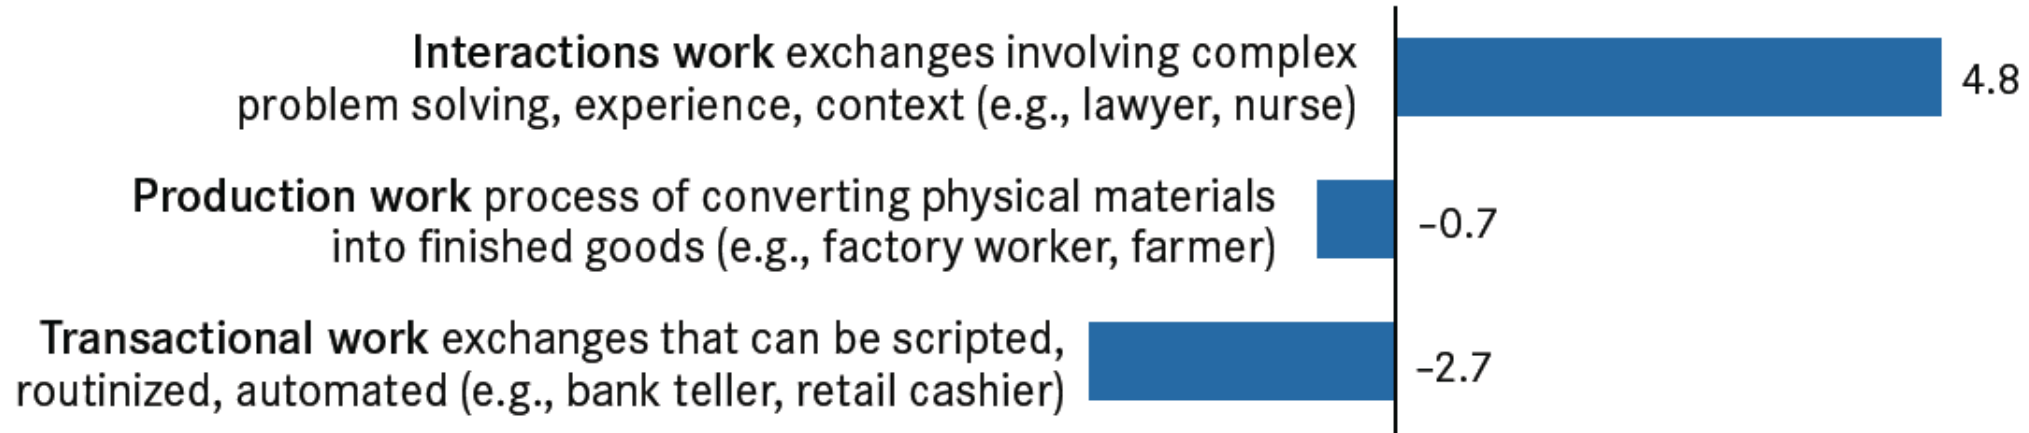 Interactions work exchanges involving complex
problem solving, experience, context (e.g., lawyer, nurse)
4.8
Production work process of converting physical materials
into finished goods (e.g., factory worker, farmer)
–0.7
Transactional work exchanges that can be scripted,
routinized, automated (e.g., bank teller, retail cashier)
–2.7